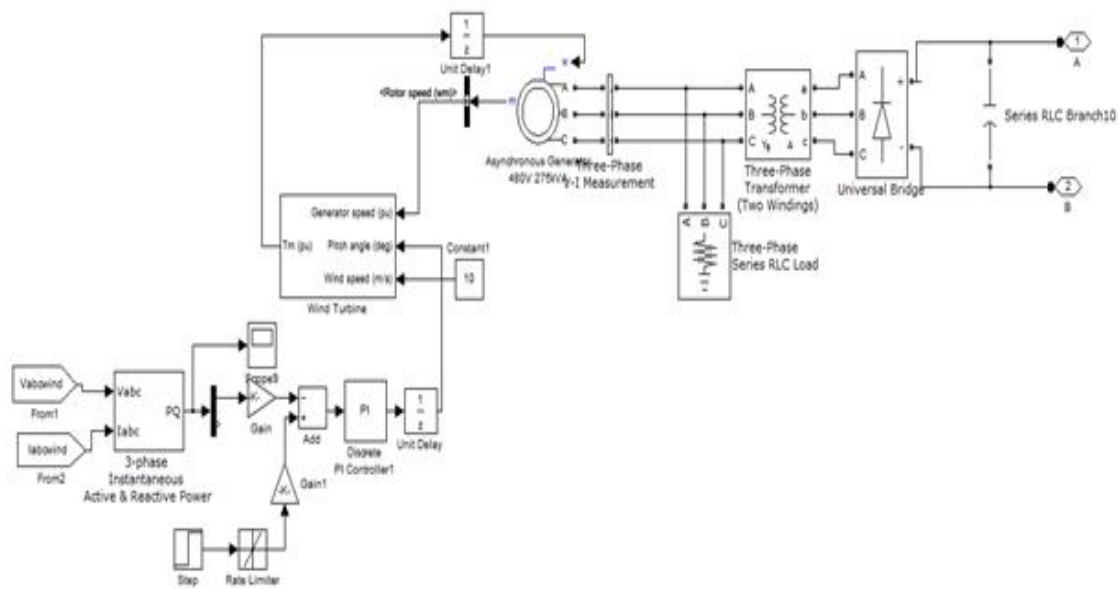 1
z
Unit Delay1
<Rotor speed (wm)>
m
A
B
C
Asynchronous Generator
480V 275kVA
Three-Phase
V-I Measurement
A
B
C
a
b
c
Three-Phase
Transformer
(Two Windings)
A
B
C
+
-
Universal Bridge
Series RLC Branch10
1
A
2
B
A B C
Three-Phase
Series RLC Load
Generator speed (pu)
Tm (pu)
Pitch angle (deg)
Wind speed (m/s)
Wind Turbine
Constant1
10
Vabcwind
From1
Iabcwind
From2
Vabc
Iabc
PQ
3-phase
Instantaneous
Active & Reactive Power
Scope9
-K-
Gain
-
+
Add
PI
Discrete
PI Controller1
1
z
Unit Delay
-K-
Gain1
Step
Rate Limiter